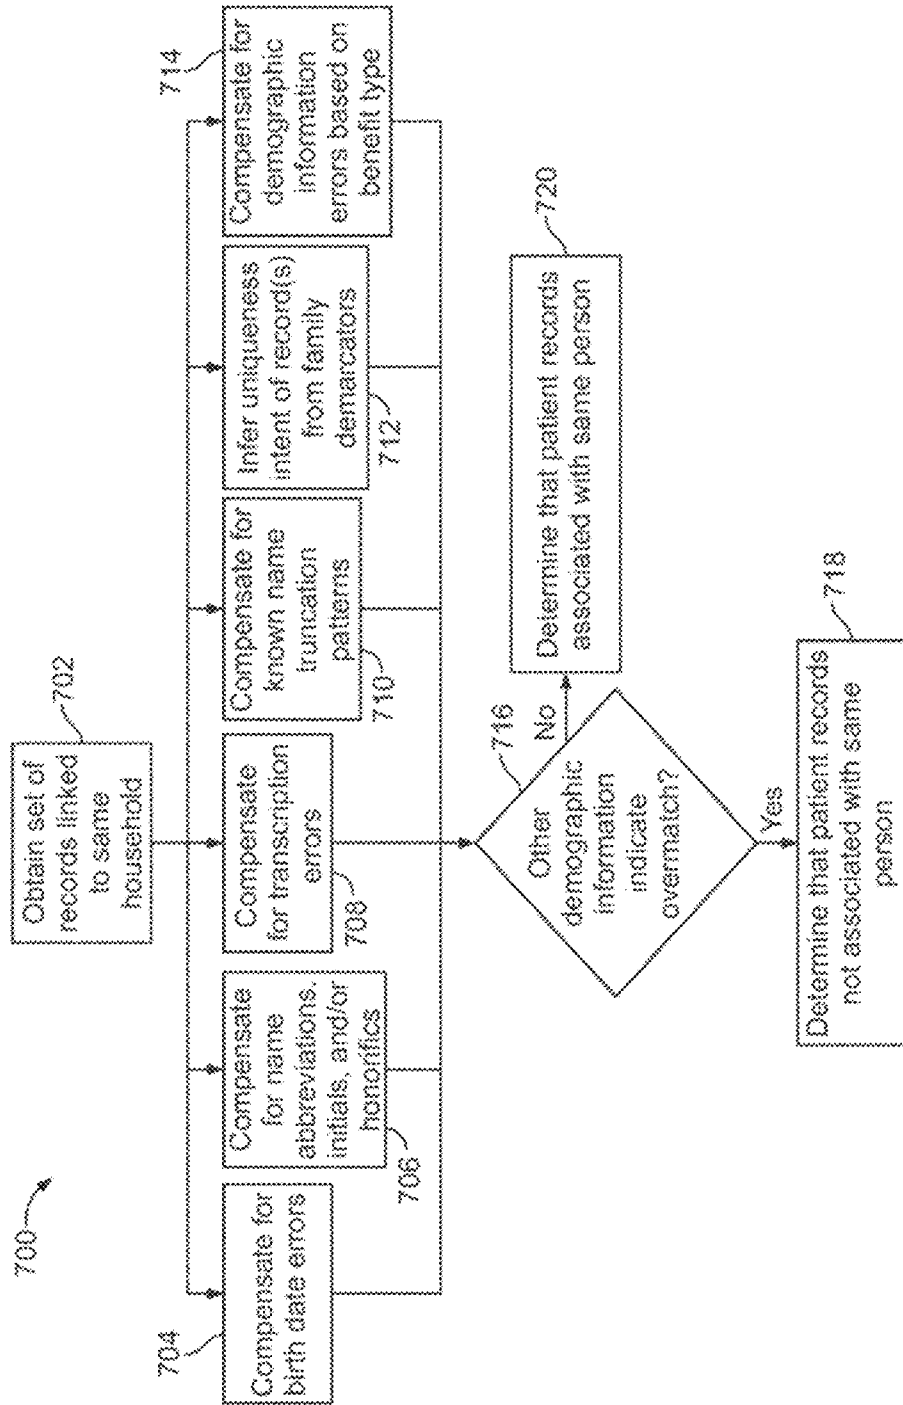 700
Obtain set of
records linked
to same
household
702
704
Compensate for
birth date errors
Compensate
for name
abbreviations,
initials, and/or
honorifics
706
Compensate
for transcription
errors
708
Compensate for
known name
truncation
patterns
710
Infer uniqueness
intent of record(s)
from family
demarcators
712
714
Compensate for
demographic
information
errors based on
benefit type
Other
demographic
information
indicate
overmatch?
716
No
Determine that patient records
associated with same person
720
Yes
Determine that patient records
not associated with same
person
718